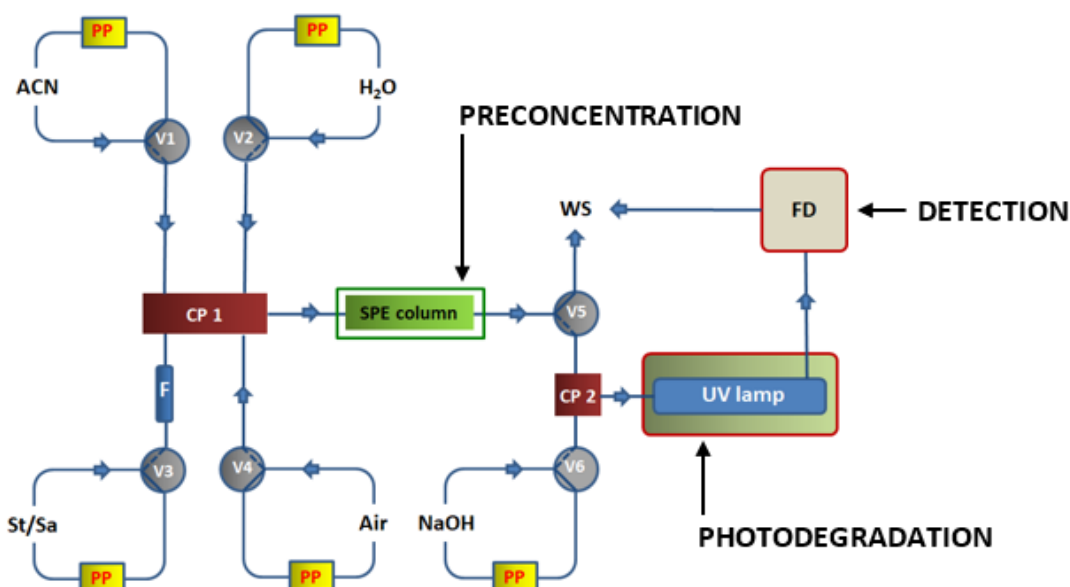 PP
PP
ACN
H₂O
V1
V2
PRECONCENTRATION
WS
FD
DETECTION
CP 1
SPE column
V5
F
CP 2
UV lamp
V3
V4
V6
St/Sa
Air
NaOH
PHOTODEGRADATION
PP
PP
PP